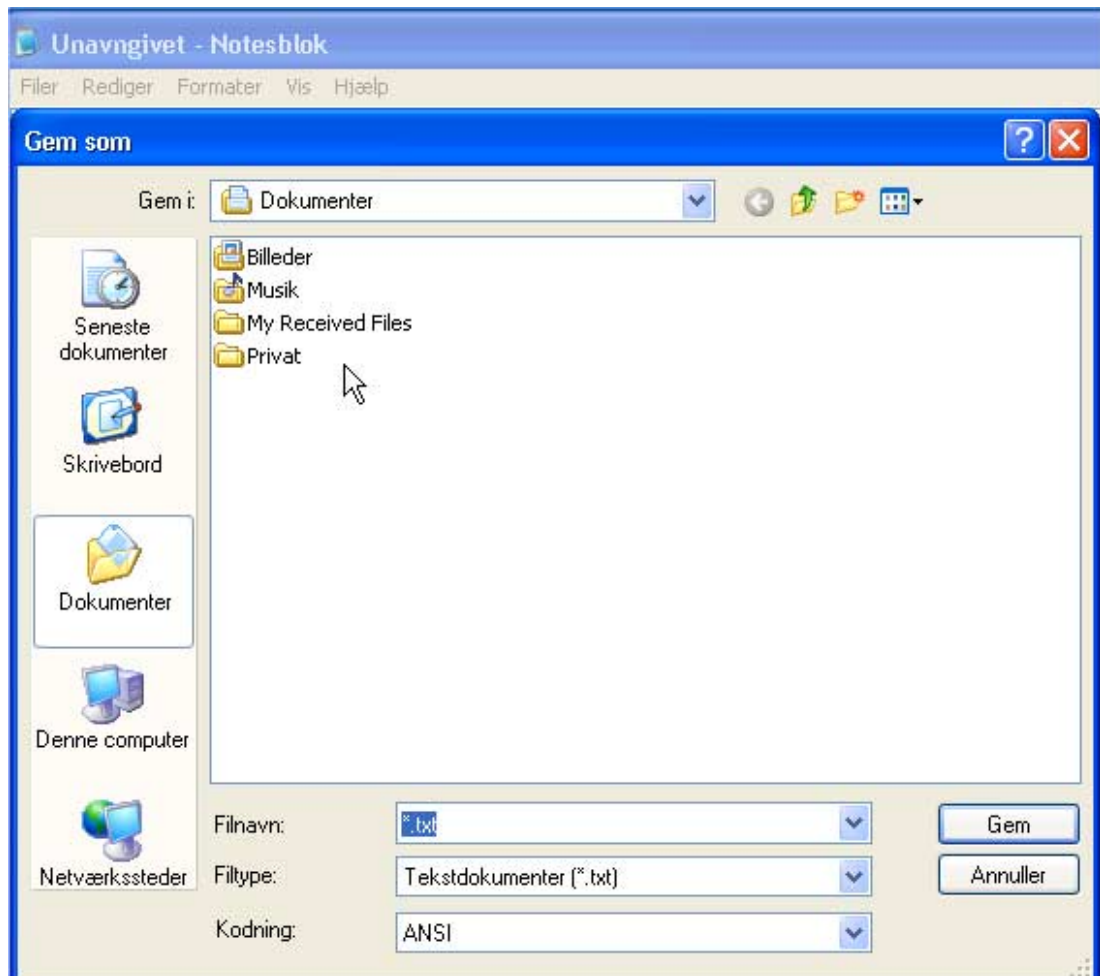 Unavngivet - Notesblok
Filer Rediger Formater Vis Hjælp
Gem som
Gem i: Dokumenter
Seneste
dokumenter
Skrivebord
Dokumenter
Denne computer
Netværkssteder
Billeder
Musik
My Received Files
Privat
Filnavn: *.txt Gem
Filtype: Tekstdokumenter (*.txt) Annuller
Kodning: ANSI